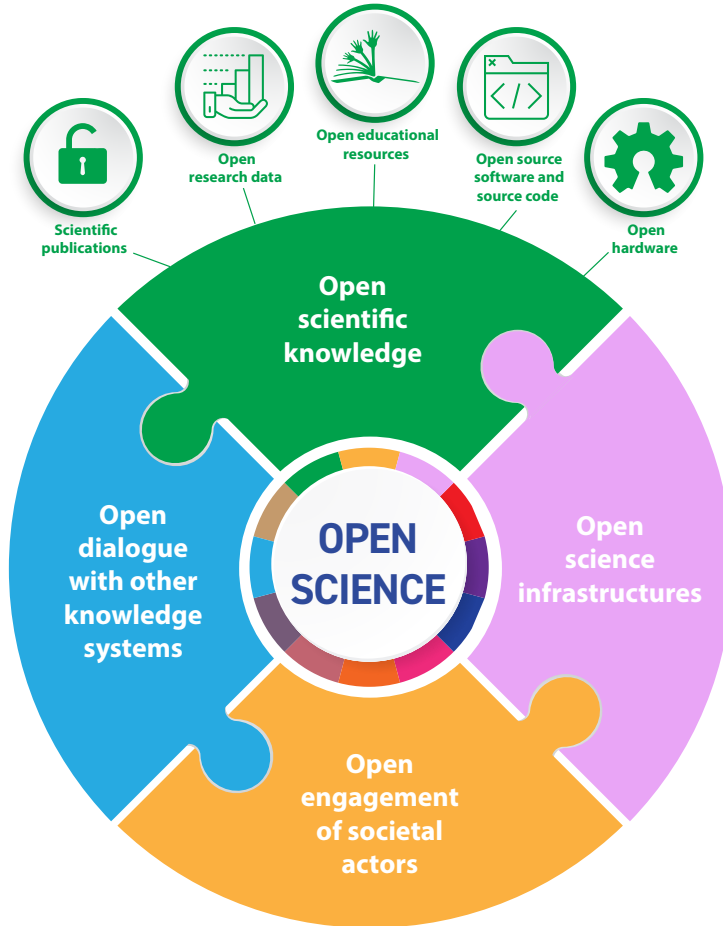 Scientific
publications
Open
research data
Open educational
resources
Open source
software and
source code
Open
hardware
Open
scientific
knowledge
Open
dialogue
with other
knowledge
systems
OPEN
SCIENCE
Open
science
infrastructures
Open
engagement
of societal
actors